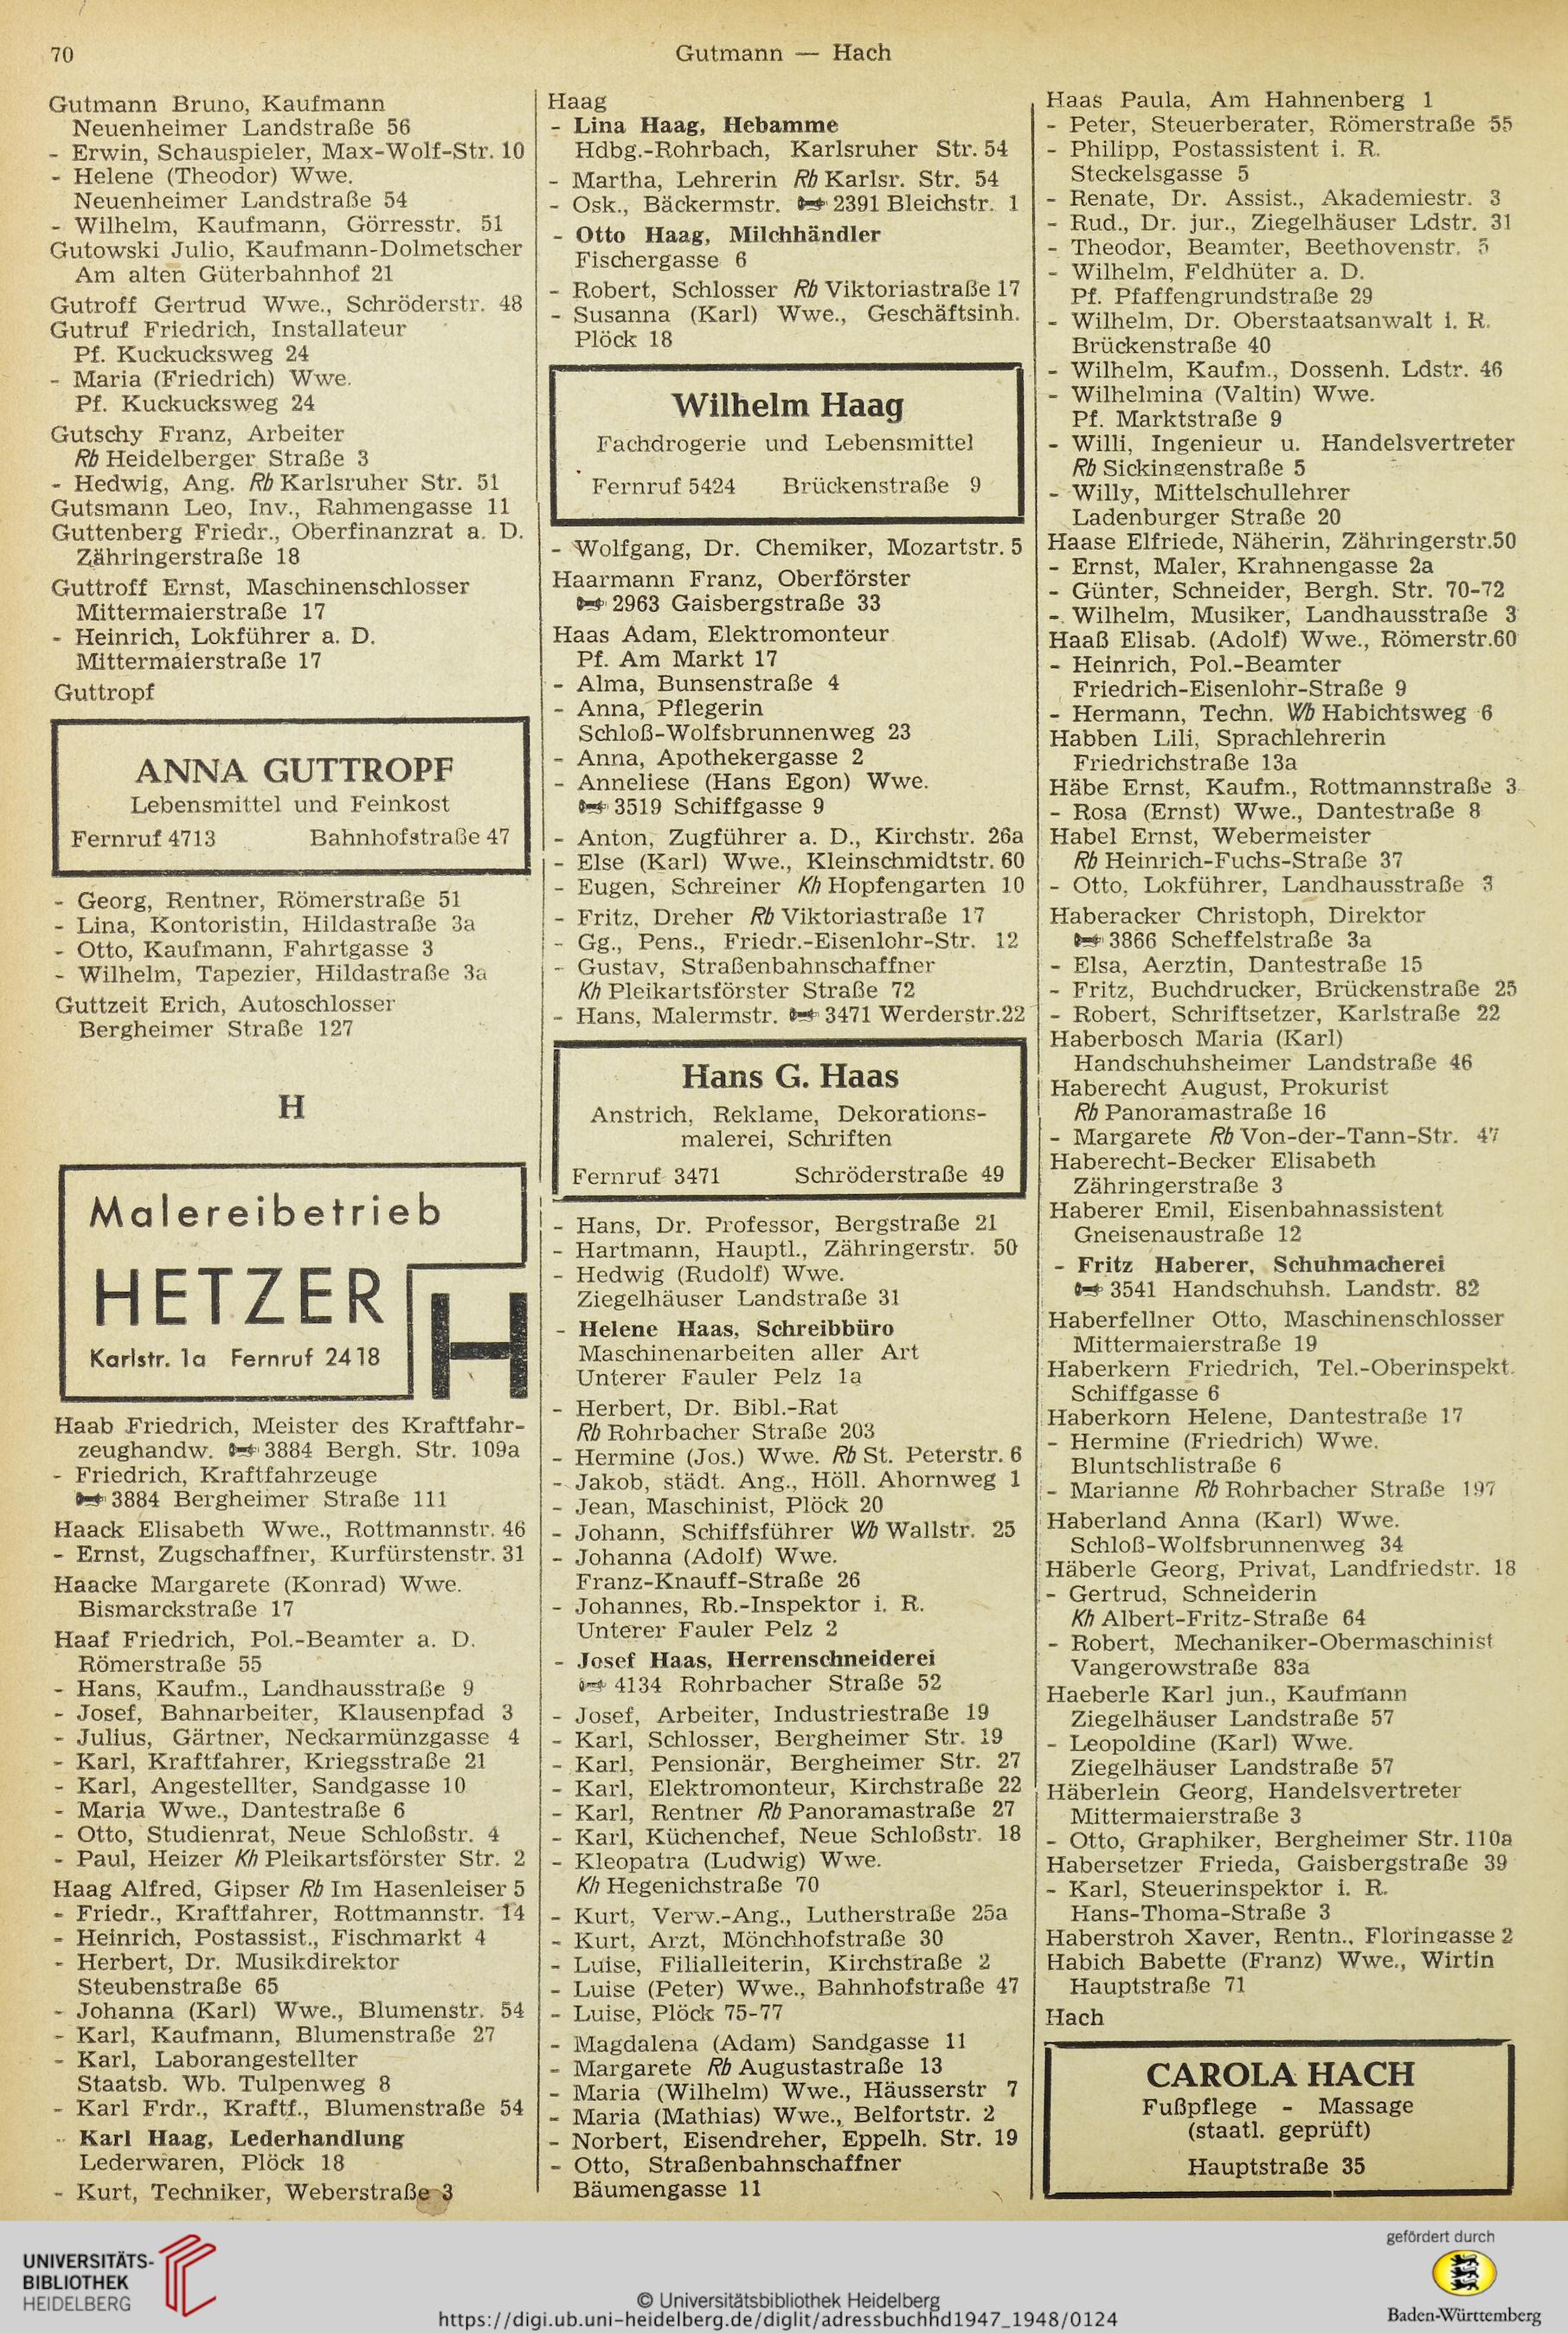 70
Gutmann — Hach
Gutmann Bruno, Kaufmann
Neuenheimer Landstraße 56
- Erwin, Schauspieler, Max-Wolf-Str. 10
- Helene (Theodor) Wwe.
Neuenheimer Landstraße 54
- Wilhelm, Kaufmann, Görresstr. 51
Gutowski Julio, Kaufmann-Dolmetscher
Am alten Güterbahnhof 21
Gutroff Gertrud Wwe., Schröderstr. 48
Gutruf Friedrich, Installateur
Pf. Kuckucksweg 24
- Maria (Friedrich) Wwe.
Pf. Kuckucksweg 24
Gutschy Franz, Arbeiter
Rb Heidelberger Straße 3
- Hedwig, Ang. Rb Karlsruher Str. 51
Gutsmann Leo, Inv., Rahmengasse 11
Guttenberg Friedr., Oberfinanzrat a. D.
Zähringerstraße 18
Guttroff Ernst, Maschinenschlosser
Mittermaierstraße 17
- Heinrich, Lokführer a. D.
Mittermaierstraße 17
Guttropf
ANNA GUTTROPF
Lebensmittel und Feinkost
Fernruf 4713 Bahnhofstraße 47
- Georg, Rentner, Römerstraße 51
- Lina, Kontoristin, Hildastraße 3a
- Otto, Kaufmann, Fahrtgasse 3
- Wilhelm, Tapezier, Hildastraße 3a
Guttzeit Erich, Autoschlosser
Bergheimer Straße 127
H
Malereibetrieb
HETZER
Karlstr. 1a Fernruf 2418
H
Haab Friedrich, Meister des Kraftfahr-
zeughandw. 3884 Bergh. Str. 109a
- Friedrich, Kraftfahrzeuge
3884 Bergheimer Straße 111
Haack Elisabeth Wwe., Rottmannstr. 46
- Ernst, Zugschaffner, Kurfürstenstr. 31
Haacke Margarete (Konrad) Wwe.
Bismarckstraße 17
Haaf Friedrich, Pol.-Beamter a. D.
Römerstraße 55
- Hans, Kaufm., Landhausstraße 9
- Josef, Bahnarbeiter, Klausenpfad 3
- Julius, Gärtner, Neckarmünzgasse 4
- Karl, Kraftfahrer, Kriegsstraße 21
- Karl, Angestellter, Sandgasse 10
- Maria Wwe., Dantestraße 6
- Otto, Studienrat, Neue Schloßstr. 4
- Paul, Heizer Kh Pleikartsförster Str. 2
Haag Alfred, Gipser Rb Im Hasenleiser 5
- Friedr., Kraftfahrer, Rottmannstr. 14
- Heinrich, Postassist., Fischmarkt 4
- Herbert, Dr. Musikdirektor
Steubenstraße 65
- Johanna (Karl) Wwe., Blumenstr. 54
- Karl, Kaufmann, Blumenstraße 27
- Karl, Laborangestellter
Staatsb. Wb. Tulpenweg 8
- Karl Frdr., Kraftf., Blumenstraße 54
- Karl Haag, Lederhandlung
Lederwaren, Plöck 18
- Kurt, Techniker, Weberstraße 3
Haag
- Lina Haag, Hebamme
Hdbg.-Rohrbach, Karlsruher Str. 54
- Martha, Lehrerin Rb Karlsr. Str. 54
- Osk., Bäckermstr. 2391 Bleichstr. 1
- Otto Haag, Milchhändler
Fischergasse 6
- Robert, Schlosser Rb Viktoriastraße 17
- Susanna (Karl) Wwe., Geschäftsinh.
Plöck 18
Wilhelm Haag
Fachdrogerie und Lebensmittel
Fernruf 5424 Brückenstraße 9
- Wolfgang, Dr. Chemiker, Mozartstr. 5
Haarmann Franz, Oberförster
2963 Gaisbergstraße 33
Haas Adam, Elektromonteur
Pf. Am Markt 17
- Alma, Bunsenstraße 4
- Anna, Pflegerin
Schloß-Wolfsbrunnenweg 23
- Anna, Apothekergasse 2
- Anneliese (Hans Egon) Wwe.
3519 Schiffgasse 9
- Anton, Zugführer a. D., Kirchstr. 26a
- Else (Karl) Wwe., Kleinschmidtstr. 60
- Eugen, Schreiner Kh Hopfengarten 10
- Fritz, Dreher Rb Viktoriastraße 17
- Gg., Pens., Friedr.-Eisenlohr-Str. 12
- Gustav, Straßenbahnschaffner
Kh Pleikartsförster Straße 72
- Hans, Malermstr. 3471 Werderstr.22
Hans G. Haas
Anstrich, Reklame, Dekorations-
malerei, Schriften
Fernruf 3471 Schröderstraße 49
- Hans, Dr. Professor, Bergstraße 21
- Hartmann, Hauptl., Zähringerstr. 50
- Hedwig (Rudolf) Wwe.
Ziegelhäuser Landstraße 31
- Helene Haas, Schreibbüro
Maschinenarbeiten aller Art
Unterer Fauler Pelz 1a
- Herbert, Dr. Bibl.-Rat
Rb Rohrbacher Straße 203
- Hermine (Jos.) Wwe. Rb St. Peterstr. 6
- Jakob, städt. Ang., Höll. Ahornweg 1
- Jean, Maschinist, Plöck 20
- Johann, Schiffsführer Wb Wallstr. 25
- Johanna (Adolf) Wwe.
Franz-Knauff-Straße 26
- Johannes, Rb.-Inspektor i. R.
Unterer Fauler Pelz 2
- Josef Haas, Herrenschneiderei
4134 Rohrbacher Straße 52
- Josef, Arbeiter, Industriestraße 19
- Karl, Schlosser, Bergheimer Str. 19
- Karl, Pensionär, Bergheimer Str. 27
- Karl, Elektromonteur, Kirchstraße 22
- Karl, Rentner Rb Panoramastraße 27
- Karl, Küchenchef, Neue Schloßstr. 18
- Kleopatra (Ludwig) Wwe.
Kh Hegenichstraße 70
- Kurt, Verw.-Ang., Lutherstraße 25a
- Kurt, Arzt, Mönchhofstraße 30
- Luise, Filialleiterin, Kirchstraße 2
- Luise (Peter) Wwe., Bahnhofstraße 47
- Luise, Plöck 75-77
- Magdalena (Adam) Sandgasse 11
- Margarete Rb Augustastraße 13
- Maria (Wilhelm) Wwe., Häusserstr 7
- Maria (Mathias) Wwe., Belfortstr. 2
- Norbert, Eisendreher, Eppelh. Str. 19
- Otto, Straßenbahnschaffner
Bäumengasse 11
Haas Paula, Am Hahnenberg 1
- Peter, Steuerberater, Römerstraße 55
- Philipp, Postassistent i. R.
Steckelsgasse 5
- Renate, Dr. Assist., Akademiestr. 3
- Rud., Dr. jur., Ziegelhäuser Ldstr. 31
- Theodor, Beamter, Beethovenstr. 5
- Wilhelm, Feldhüter a. D.
Pf. Pfaffengrundstraße 29
- Wilhelm, Dr. Oberstaatsanwalt i. R.
Brückenstraße 40
- Wilhelm, Kaufm., Dossenh. Ldstr. 46
- Wilhelmina (Valtin) Wwe.
Pf. Marktstraße 9
- Willi, Ingenieur u. Handelsvertreter
Rb Sickingenstraße 5
- Willy, Mittelschullehrer
Ladenburger Straße 20
Haase Elfriede, Näherin, Zähringerstr.50
- Ernst, Maler, Krahnengasse 2a
- Günter, Schneider, Bergh. Str. 70-72
- Wilhelm, Musiker, Landhausstraße 3
Haaß Elisab. (Adolf) Wwe., Römerstr.60
- Heinrich, Pol.-Beamter
Friedrich-Eisenlohr-Straße 9
- Hermann, Techn. Wb Habichtsweg 6
Habben Lili, Sprachlehrerin
Friedrichstraße 13a
Häbe Ernst, Kaufm., Rottmannstraße 3
- Rosa (Ernst) Wwe., Dantestraße 8
Habel Ernst, Webermeister
Rb Heinrich-Fuchs-Straße 37
- Otto, Lokführer, Landhausstraße 3
Haberacker Christoph, Direktor
3866 Scheffelstraße 3a
- Elsa, Aerztin, Dantestraße 15
- Fritz, Buchdrucker, Brückenstraße 25
- Robert, Schriftsetzer, Karlstraße 22
Haberbosch Maria (Karl)
Handschuhsheimer Landstraße 46
Haberecht August, Prokurist
Rb Panoramastraße 16
- Margarete Rb Von-der-Tann-Str. 47
Haberecht-Becker Elisabeth
Zähringerstraße 3
Haberer Emil, Eisenbahnassistent
Gneisenaustraße 12
- Fritz Haberer, Schuhmacherei
3541 Handschuhsh. Landstr. 82
Haberfellner Otto, Maschinenschlosser
Mittermaierstraße 19
Haberkern Friedrich, Tel.-Oberinspekt.
Schiffgasse 6
Haberkorn Helene, Dantestraße 17
- Hermine (Friedrich) Wwe.
Bluntschlistraße 6
- Marianne Rb Rohrbacher Straße 197
Haberland Anna (Karl) Wwe.
Schloß-Wolfsbrunnenweg 34
Häberle Georg, Privat, Landfriedstr. 18
- Gertrud, Schneiderin
Kh Albert-Fritz-Straße 64
- Robert, Mechaniker-Obermaschinist
Vangerowstraße 83a
Haeberle Karl jun., Kaufmann
Ziegelhäuser Landstraße 57
- Leopoldine (Karl) Wwe.
Ziegelhäuser Landstraße 57
Häberlein Georg, Handelsvertreter
Mittermaierstraße 3
- Otto, Graphiker, Bergheimer Str. 110a
Habersetzer Frieda, Gaisbergstraße 39
- Karl, Steuerinspektor i. R.
Hans-Thoma-Straße 3
Haberstroh Xaver, Rentn., Floringasse 2
Habich Babette (Franz) Wwe., Wirtin
Hauptstraße 71
Hach
CAROLA HACH
Fußpflege - Massage
(staatl. geprüft)
Hauptstraße 35
UNIVERSITÄTS-
BIBLIOTHEK
HEIDELBERG
© Universitätsbibliothek Heidelberg
https://digi.ub.uni-heidelberg.de/diglit/adressbuchhd1947_1948/0124
gefördert durch
Baden-Württemberg